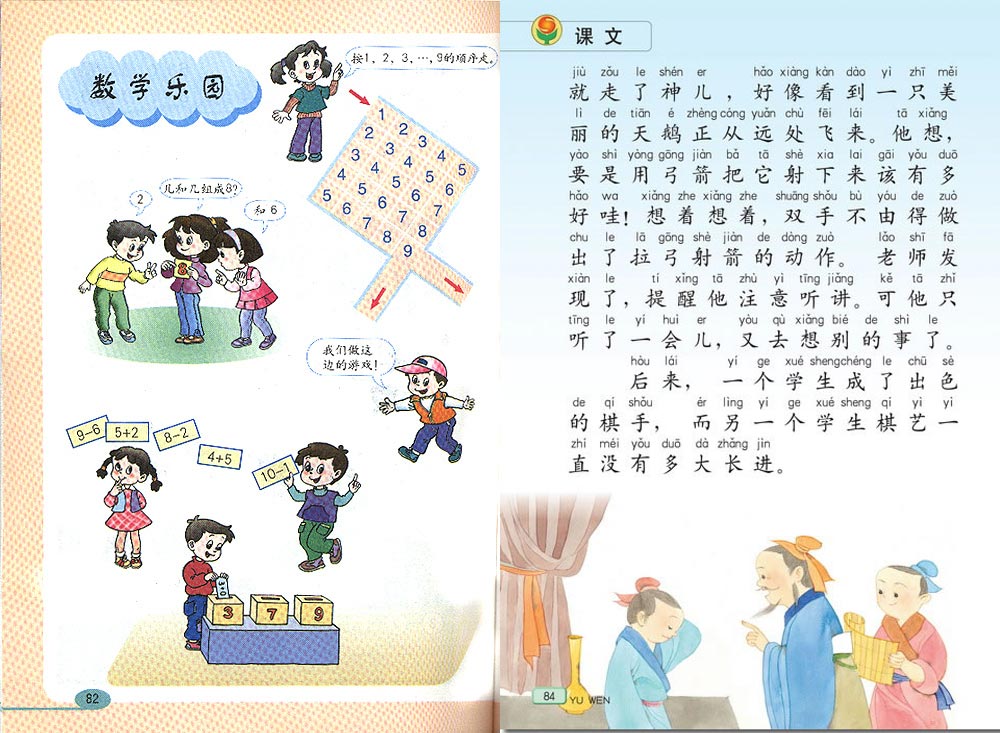 数学乐园
按1、2、3、…,9的顺序走。
1
2 2
3 3 3
4 4 4 4
5 5 5 5 5
6 6 6 6
7 7 7
8 8
9
几和几组成8?
2
和6
8
我们做这
边的游戏!
9-6 5+2 8-2 4+5 10-1
3 7 9
82
课文
jiù zǒu le shén er hǎo xiàng kàn dào yi zhī měi
就走了神儿,好像看到一只美
lì de tiān é zhèng cóng yuǎn chù fēi lái tā xiǎng
丽的天鹅正从远处飞来。他想,
yào shì yòng gōng jiàn bǎ tā shè xia lai gāi yǒu duō
要是用弓箭把它射下来该有多
hǎo wa xiǎng zhe xiǎng zhe shuāng shǒu bù yóu de zuò
好哇!想着想着,双手不由得做
chu le lā gōng shè jiàn de dòng zuò lǎo shī fā
出了拉弓射箭的动作。老师发
xiàn le tí xǐng tā zhù yì tīng jiǎng kě tā zhǐ
现了,提醒他注意听讲。可他只
tīng le yí huì er yòu qù xiǎng bié de shì le
听了一会儿,又去想别的事了。
hòu lái yí ge xué sheng chéng le chū sè
后来,一个学生成了出色
de qí shǒu ér lìng yí ge xué sheng qí yì yì
的棋手,而另一个学生棋艺一
zhí méi yǒu duō dà zhǎng jìn
直没有多大长进。
84 YU WEN